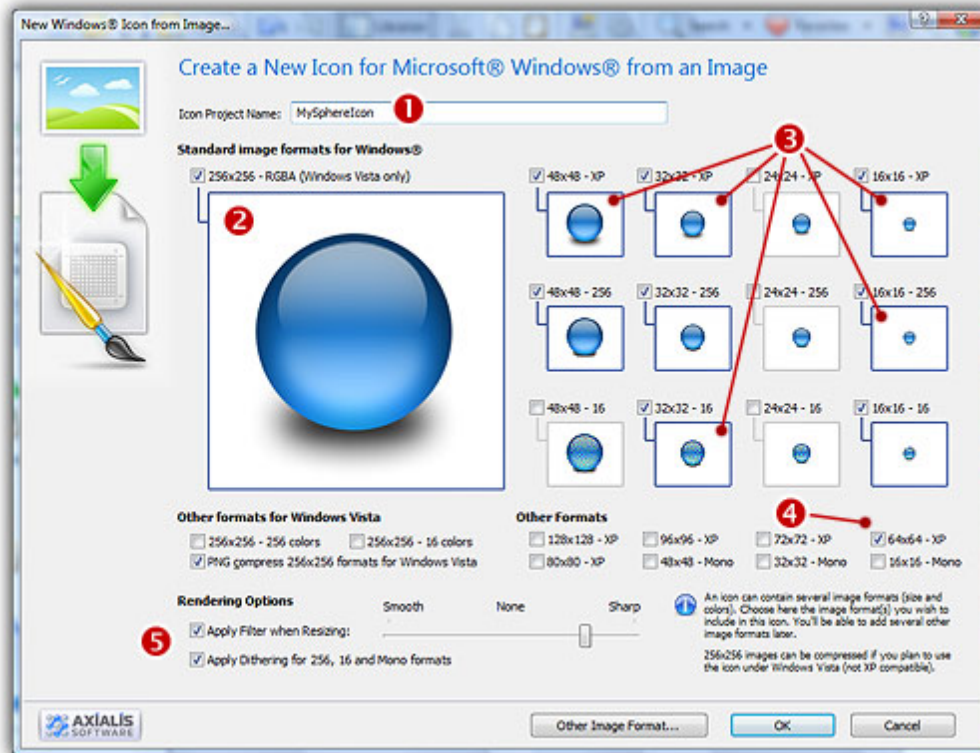 New Windows® Icon from Image...
Create a New Icon for Microsoft® Windows® from an Image
Icon Project Name: MySphereIcon
1
Standard image formats for Windows®
3
256x256 - RGBA (Windows Vista only)
48x48 - XP
32x32 - XP
24x24 - XP
16x16 - XP
2
48x48 - 256
32x32 - 256
24x24 - 256
16x16 - 256
48x48 - 16
32x32 - 16
24x24 - 16
16x16 - 16
Other formats for Windows Vista
256x256 - 256 colors
256x256 - 16 colors
PNG compress 256x256 formats for Windows Vista
Other Formats
4
128x128 - XP
96x96 - XP
72x72 - XP
64x64 - XP
80x80 - XP
48x48 - Mono
32x32 - Mono
16x16 - Mono
Rendering Options
Smooth
None
Sharp
5
Apply Filter when Resizing:
Apply Dithering for 256, 16 and Mono formats
An icon can contain several image formats (size and
colors). Choose here the image format(s) you wish to
include in this icon. You'll be able to add several other
image formats later.
256x256 images can be compressed if you plan to use
the icon under Windows Vista (not XP compatible).
AXIALIS
SOFTWARE
Other Image Format...
OK
Cancel